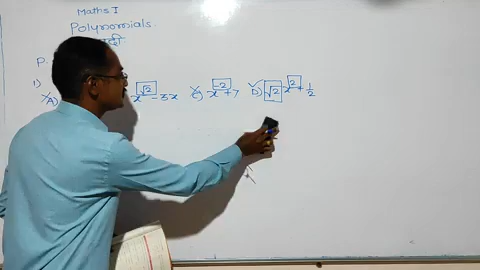 Maths I
Polynomials
P.
1)
A) x^√2 - 3x C) x^-2 + 7 D) √2 x^2 + 1/2